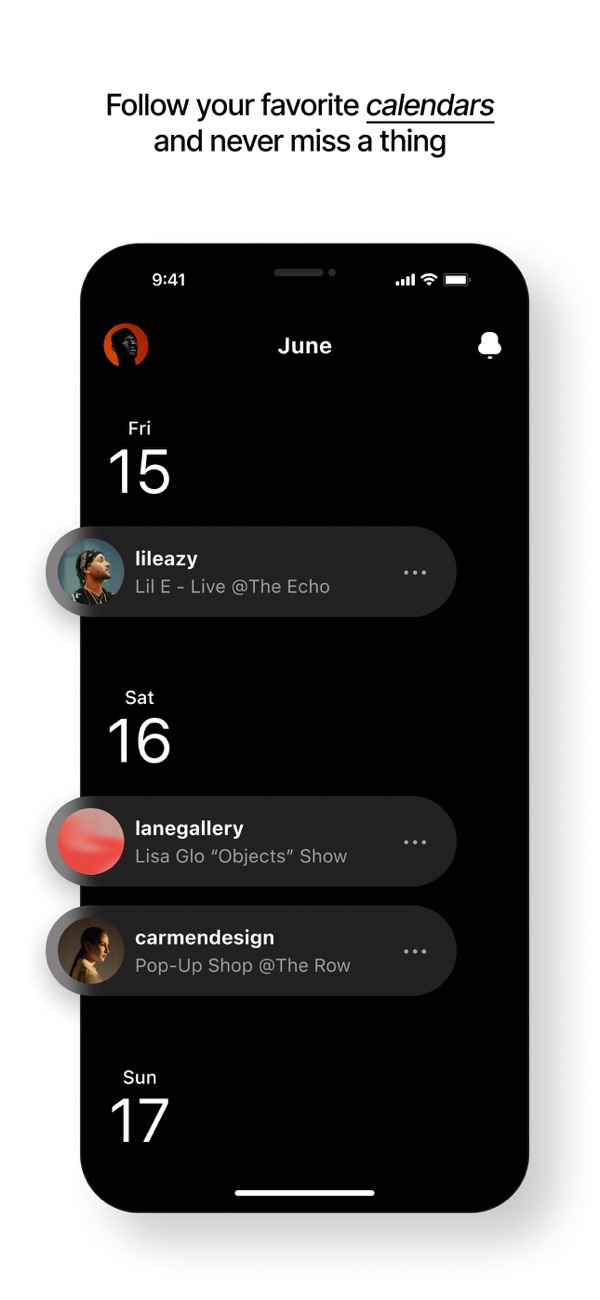 Follow your favorite calendars
and never miss a thing
9:41
June
Fri
15
lileazy
Lil E - Live @The Echo
Sat
16
lanegallery
Lisa Glo “Objects” Show
carmendesign
Pop-Up Shop @The Row
Sun
17